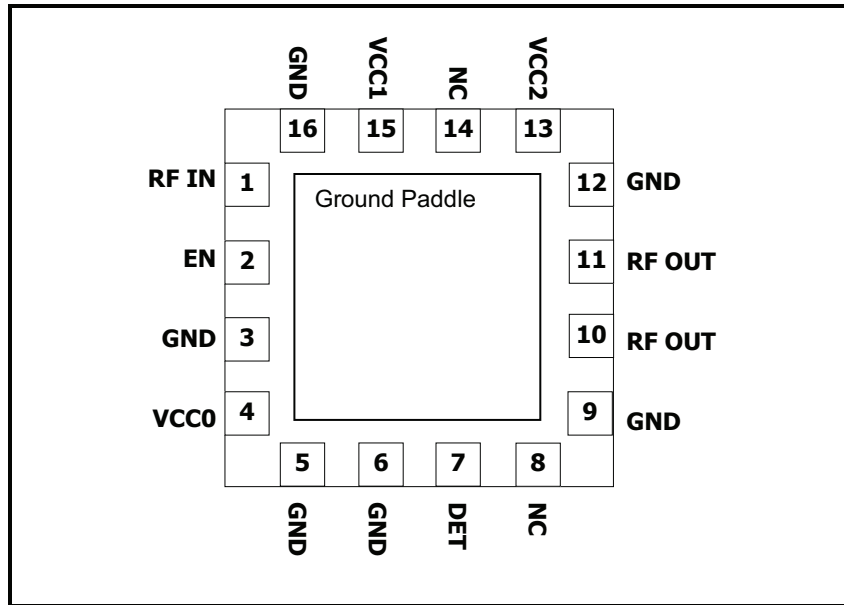 GND VCC1 NC VCC2
16 15 14 13
RF IN 1 12 GND
Ground Paddle
EN 2 11 RF OUT
GND 3 10 RF OUT
VCC0 4 9 GND
5 6 7 8
GND GND DET NC